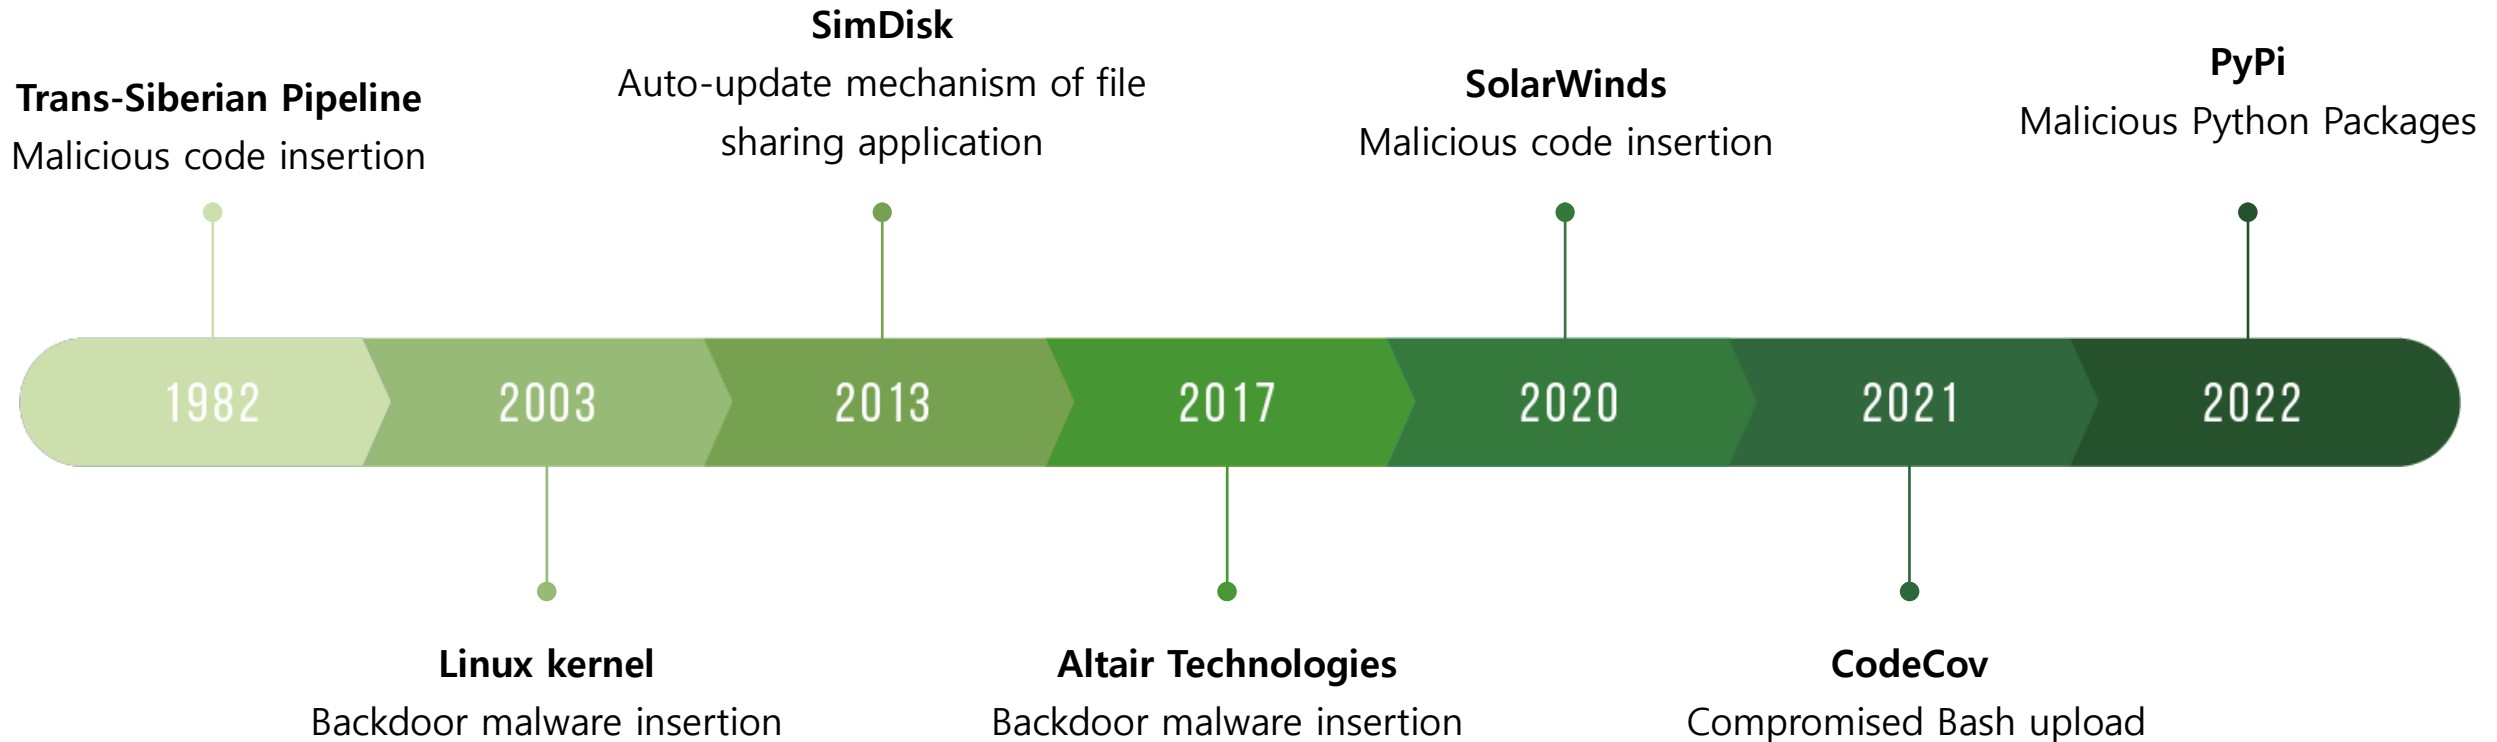 Trans-Siberian Pipeline
Malicious code insertion
SimDisk
Auto-update mechanism of file
sharing application
SolarWinds
Malicious code insertion
PyPi
Malicious Python Packages
1982
2003
2013
2017
2020
2021
2022
Linux kernel
Backdoor malware insertion
Altair Technologies
Backdoor malware insertion
CodeCov
Compromised Bash upload